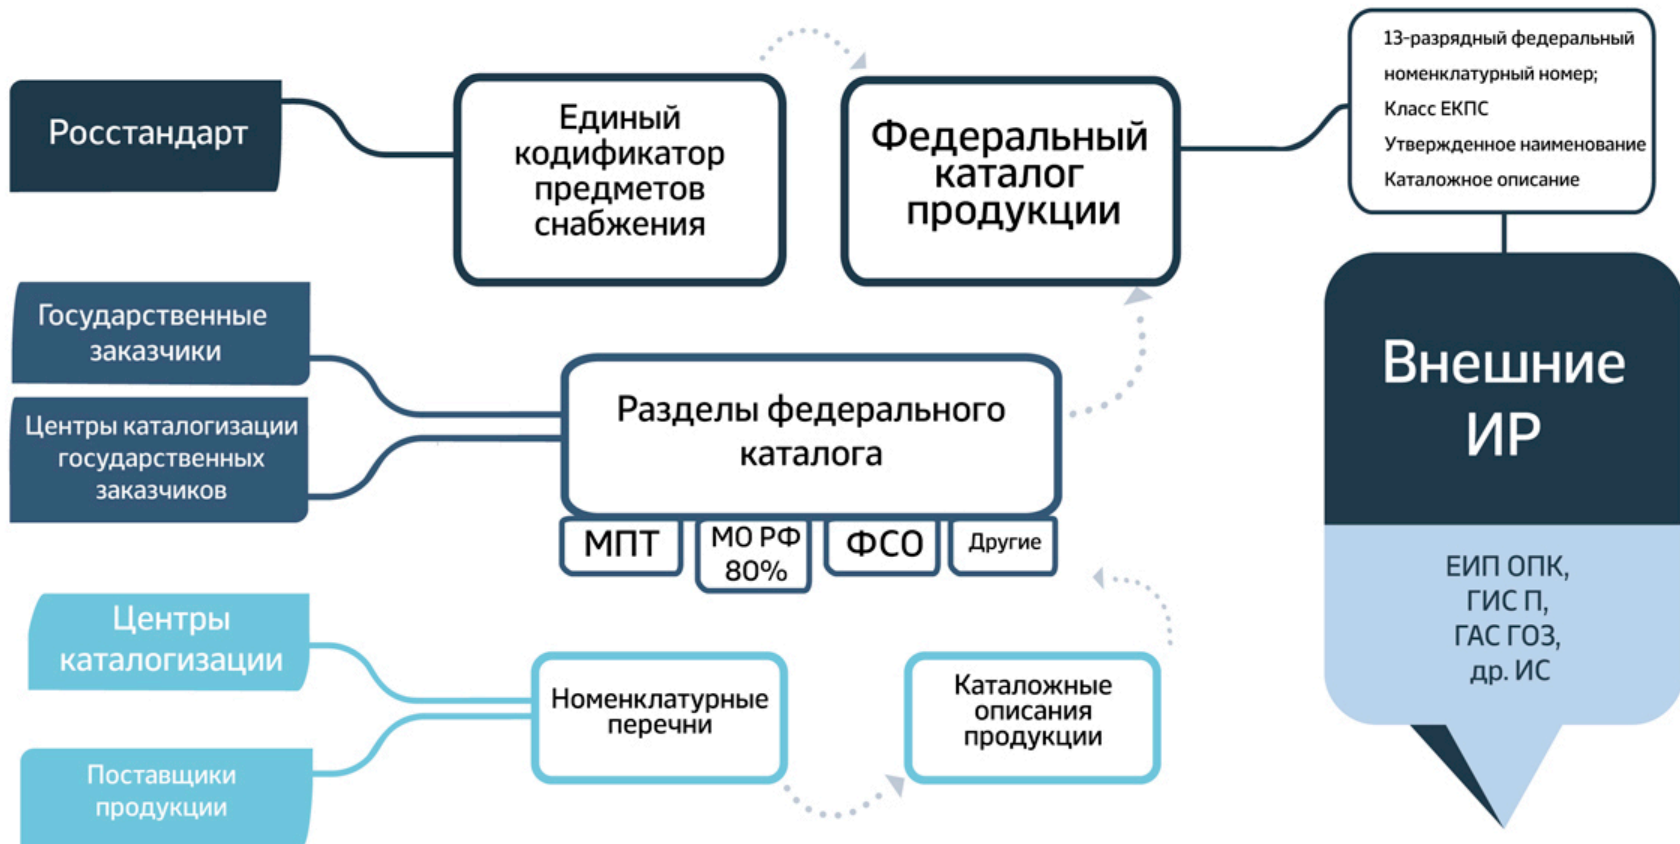 Росстандарт
Единый
кодификатор
предметов
снабжения
Федеральный
каталог
продукции
13-разрядный федеральный
номенклатурный номер;
Класс ЕКПС
Утвержденное наименование
Каталожное описание
Государственные
заказчики
Центры каталогизации
государственных
заказчиков
Разделы федерального
каталога
МПТ
МО РФ
80%
ФСО
Другие
Внешние
ИР
ЕИП ОПК,
ГИС П,
ГАС ГОЗ,
др. ИС
Центры
каталогизации
Поставщики
продукции
Номенклатурные
перечни
Каталожные
описания
продукции